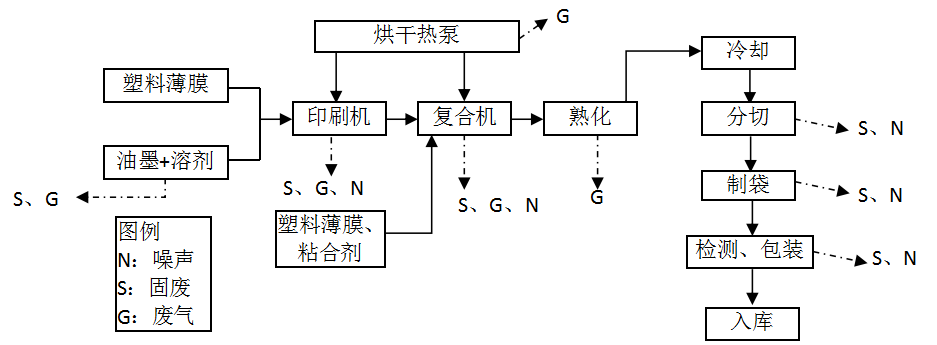 烘干热泵
G
冷却
塑料薄膜
印刷机
复合机
熟化
分切
S、N
油墨+溶剂
S、G
S、G、N
S、G、N
G
制袋
S、N
塑料薄膜、
粘合剂
图例
N：噪声
S：固废
G：废气
检测、包装
S、N
入库